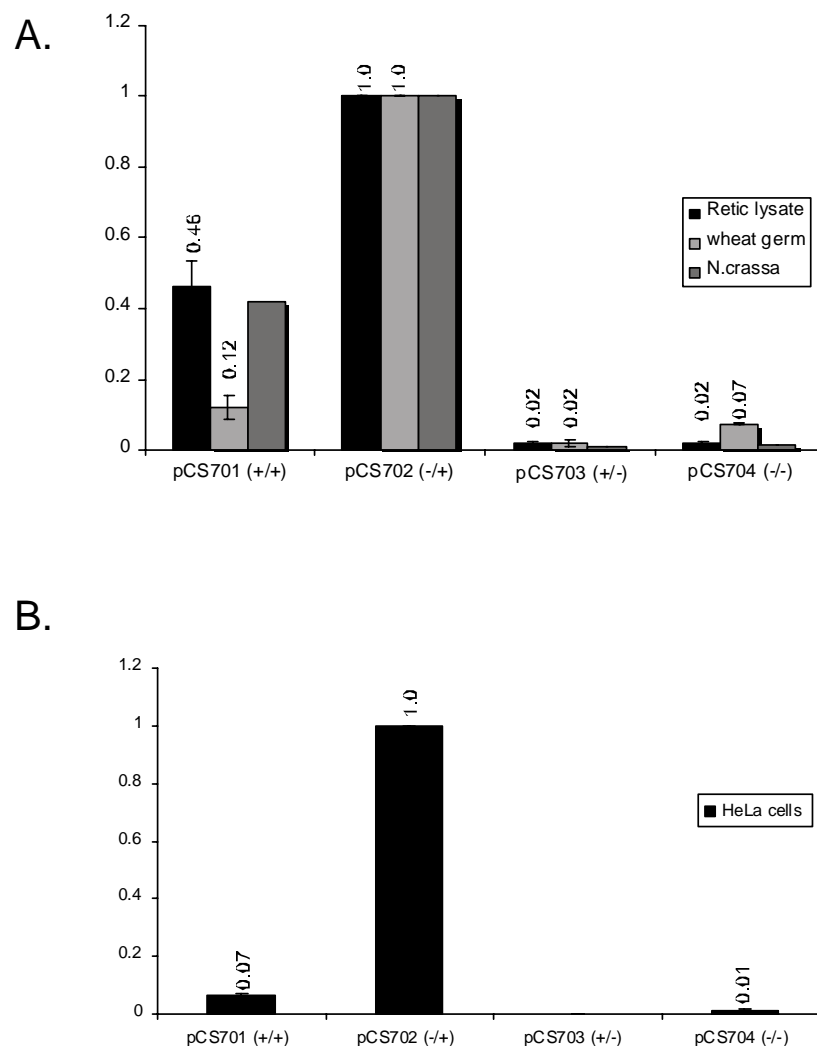 A.
1.2
1
0.8
0.6
0.4
0.2
0
0.46
0.12
1.0
1.0
0.02
0.02
0.02
0.07
pCS701 (+/+)
pCS702 (-/+)
pCS703 (+/-)
pCS704 (-/-)
Retic lysate
wheat germ
N.crassa
B.
1.2
1
0.8
0.6
0.4
0.2
0
0.07
1.0
0.01
pCS701 (+/+)
pCS702 (-/+)
pCS703 (+/-)
pCS704 (-/-)
HeLa cells